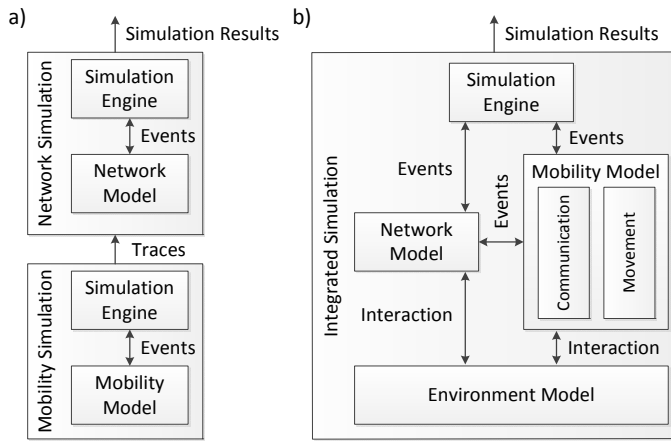 a)
Simulation Results
Network Simulation
Simulation
Engine
Events
Network
Model
Traces
Mobility Simulation
Simulation
Engine
Events
Mobility
Model
b)
Simulation Results
Integrated Simulation
Simulation
Engine
Events
Events
Mobility Model
Communication
Movement
Events
Network
Model
Interaction
Interaction
Environment Model